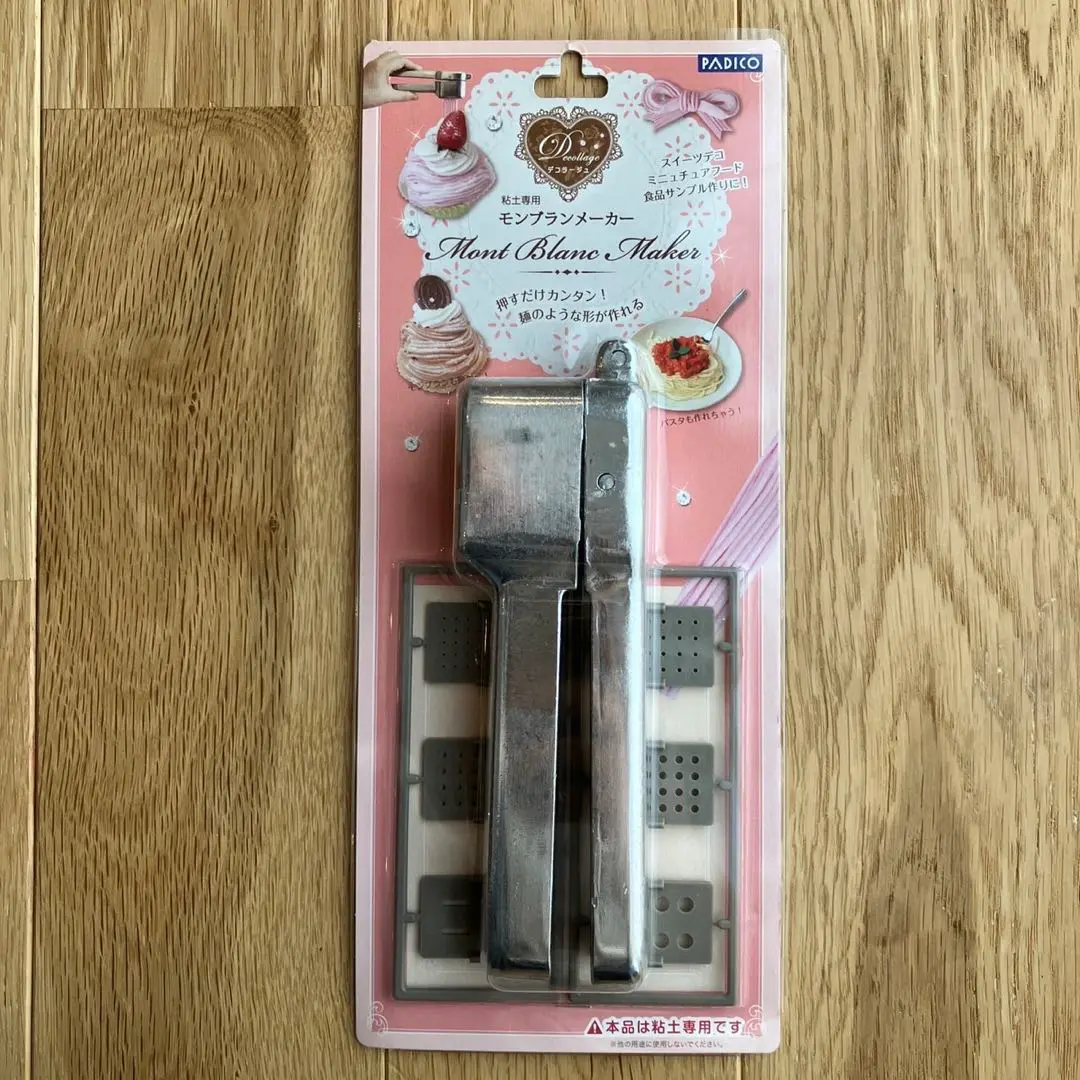 PADICO
Decollage
デコラージュ
スイーツデコ
ミニュチュアフード
食品サンプル作りに!
粘土専用
モンブランメーカー
Mont Blanc Maker
押すだけカンタン!
麺のような形が作れる
パスタも作れちゃう!
⚠本品は粘土専用です
※他の用途に使用しないでください。